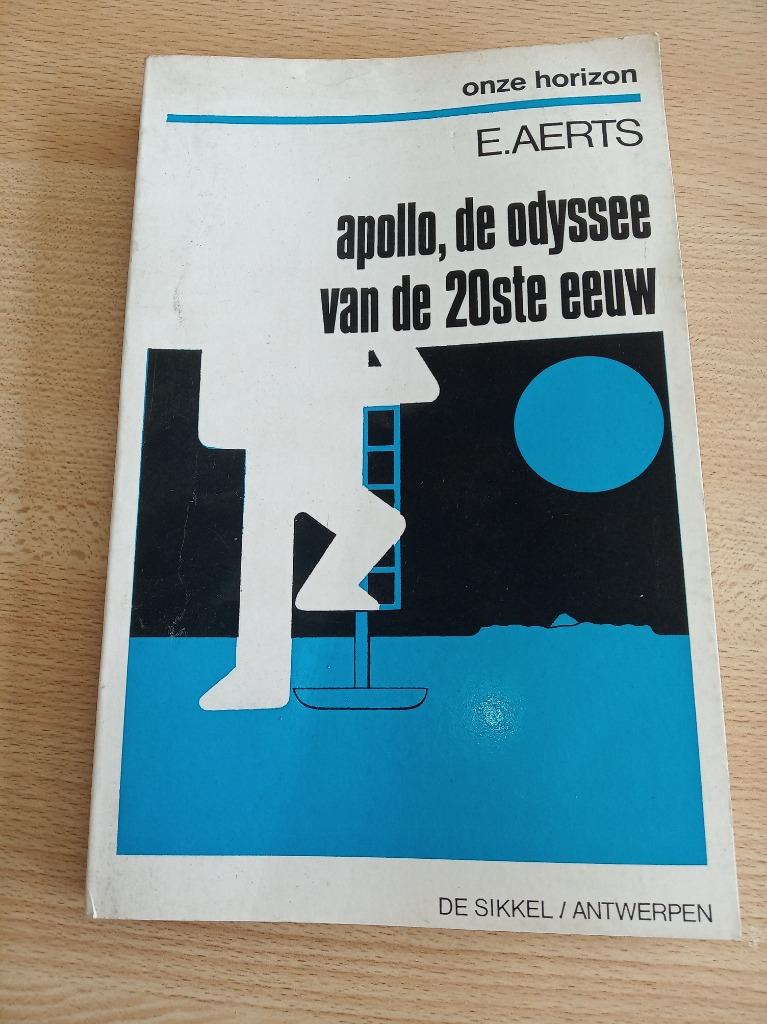 onze horizon
E.AERTS
apollo, de odyssee
van de 20ste eeuw
DE SIKKEL / ANTWERPEN